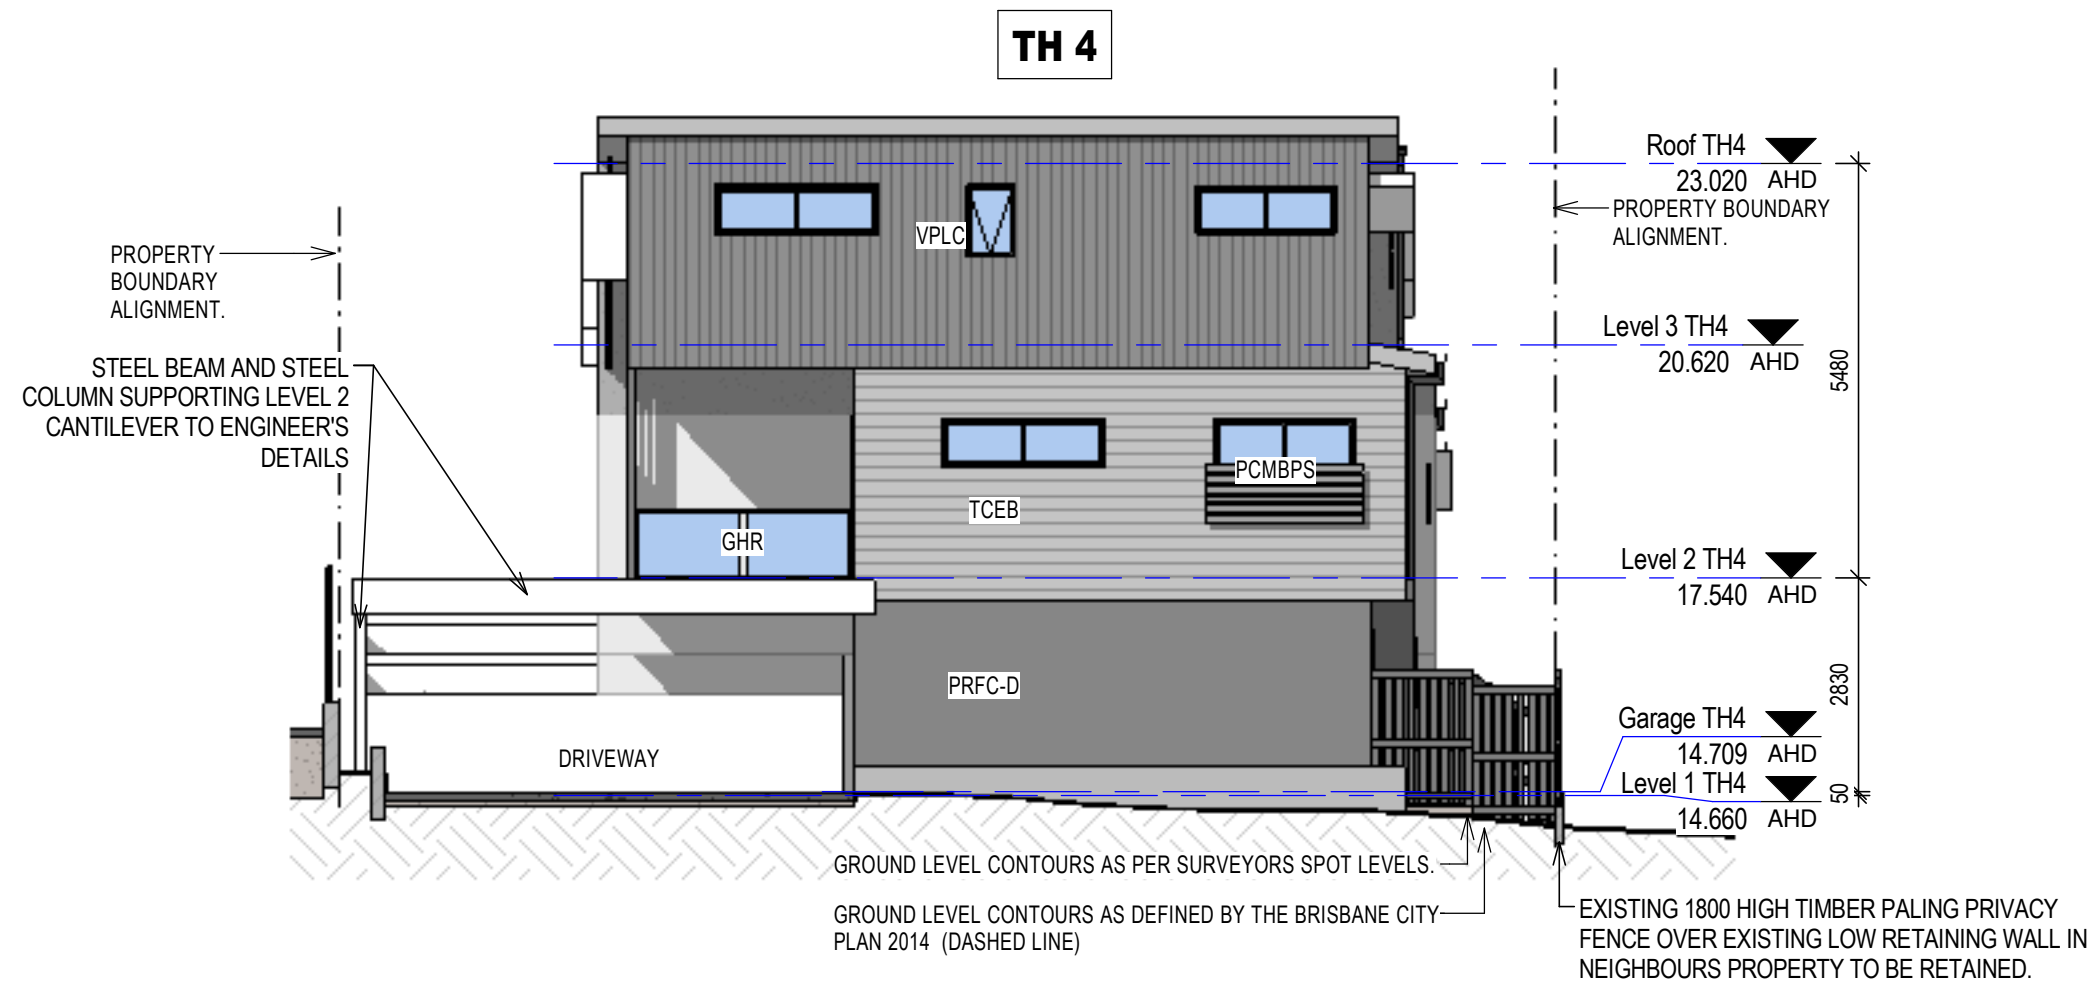 TH 4
Roof TH4
23.020 AHD
PROPERTY BOUNDARY
ALIGNMENT.
PROPERTY
BOUNDARY
ALIGNMENT.
VPLC
Level 3 TH4
20.620 AHD
5480
STEEL BEAM AND STEEL
COLUMN SUPPORTING LEVEL 2
CANTILEVER TO ENGINEER'S
DETAILS
PCMBPS
TCEB
GHR
Level 2 TH4
17.540 AHD
2830
PRFC-D
Garage TH4
14.709 AHD
DRIVEWAY
Level 1 TH4
14.660 AHD
50
GROUND LEVEL CONTOURS AS PER SURVEYORS SPOT LEVELS.
GROUND LEVEL CONTOURS AS DEFINED BY THE BRISBANE CITY
PLAN 2014 (DASHED LINE)
EXISTING 1800 HIGH TIMBER PALING PRIVACY
FENCE OVER EXISTING LOW RETAINING WALL IN
NEIGHBOURS PROPERTY TO BE RETAINED.